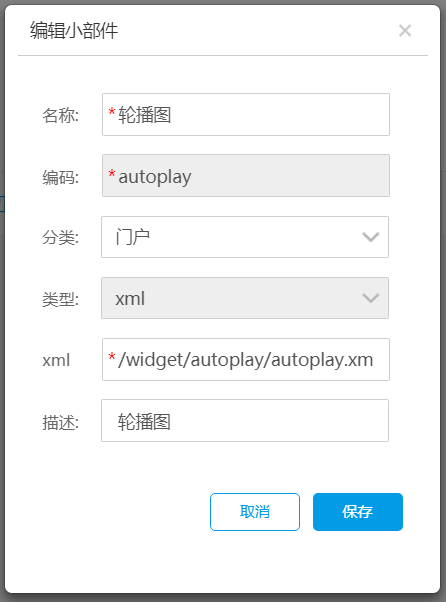 编辑小部件 ×
名称: *轮播图
编码: *autoplay
分类: 门户
类型: xml
xml */widget/autoplay/autoplay.xm
描述: 轮播图
取消 保存